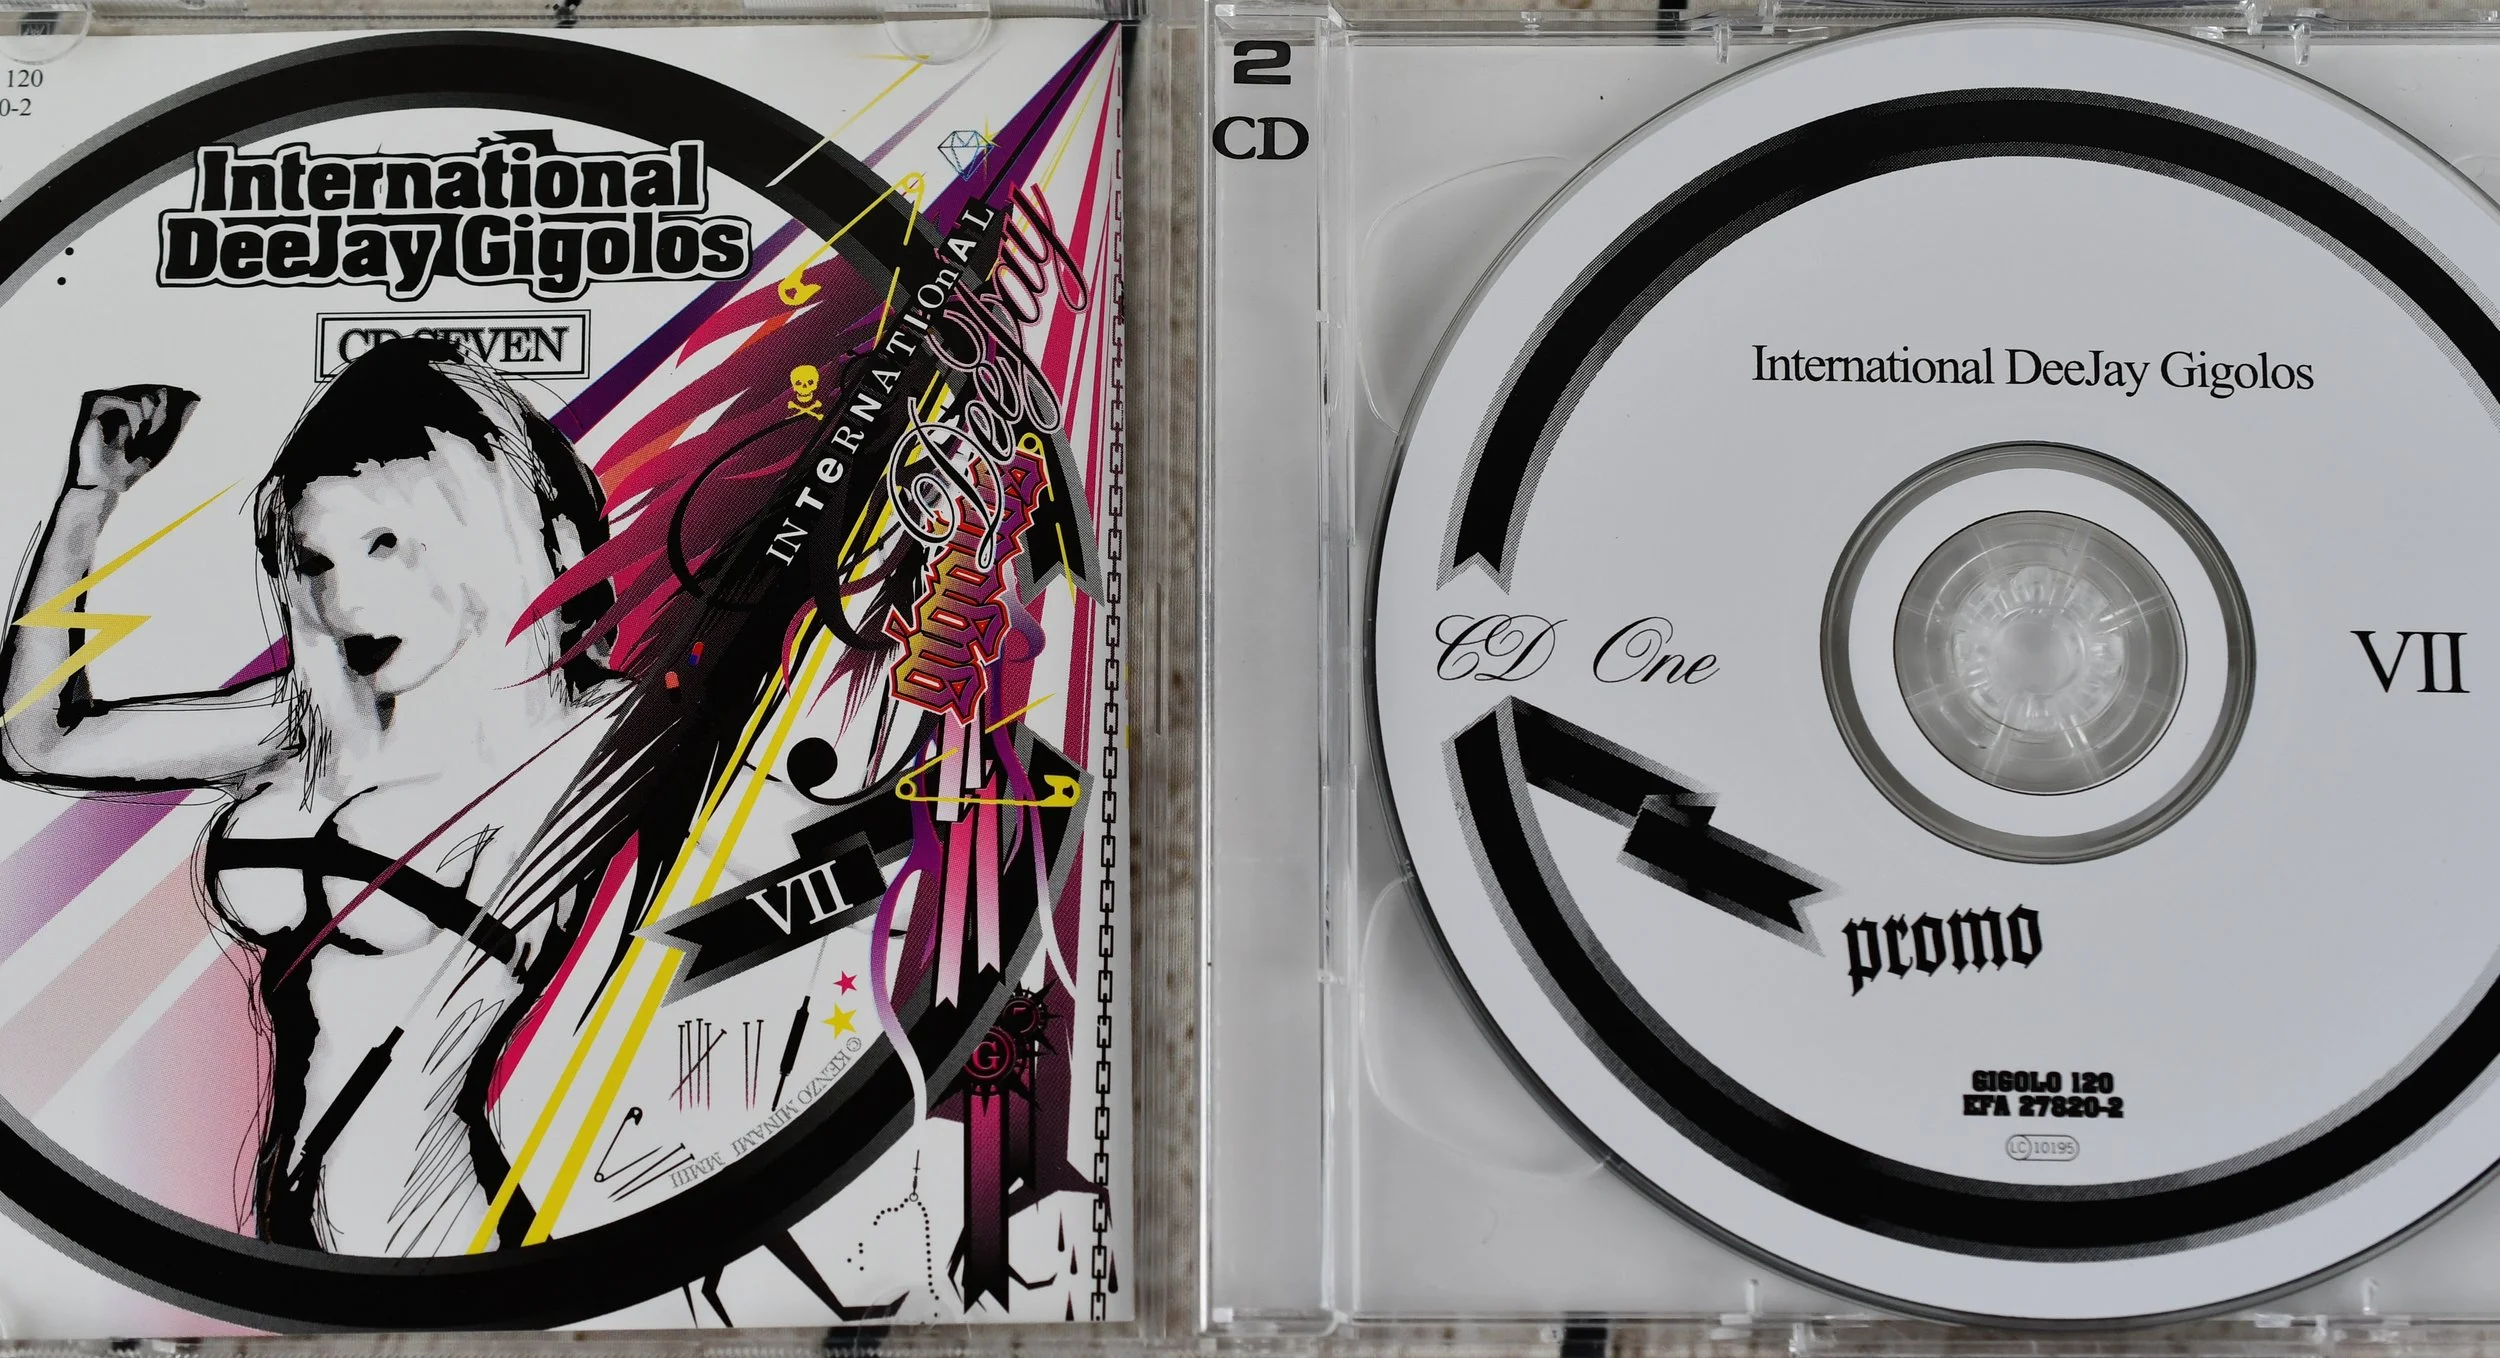 120
0-2
International
DeeJay Gigolos
CD SEVEN
INTeRNATIOnAL
DeeJay
Gigolos
VII
G
© KENZO MINAMI MMIII
2
CD
International DeeJay Gigolos
CD One
VII
promo
GIGOLO 120
EFA 27820-2
LC 10195